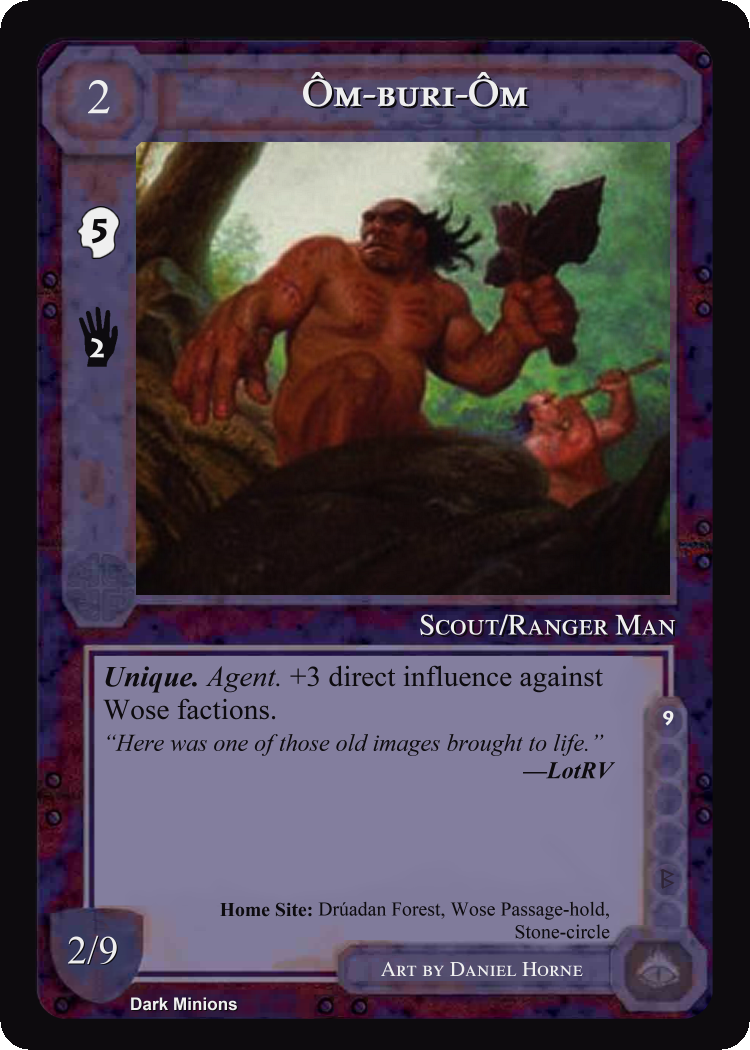 2
Ôm-buri-Ôm
5
2
Scout/Ranger Man
Unique. Agent. +3 direct influence against
Wose factions.
“Here was one of those old images brought to life.”
—LotRV
9
Home Site: Drúadan Forest, Wose Passage-hold,
Stone-circle
2/9
Art by Daniel Horne
Dark Minions